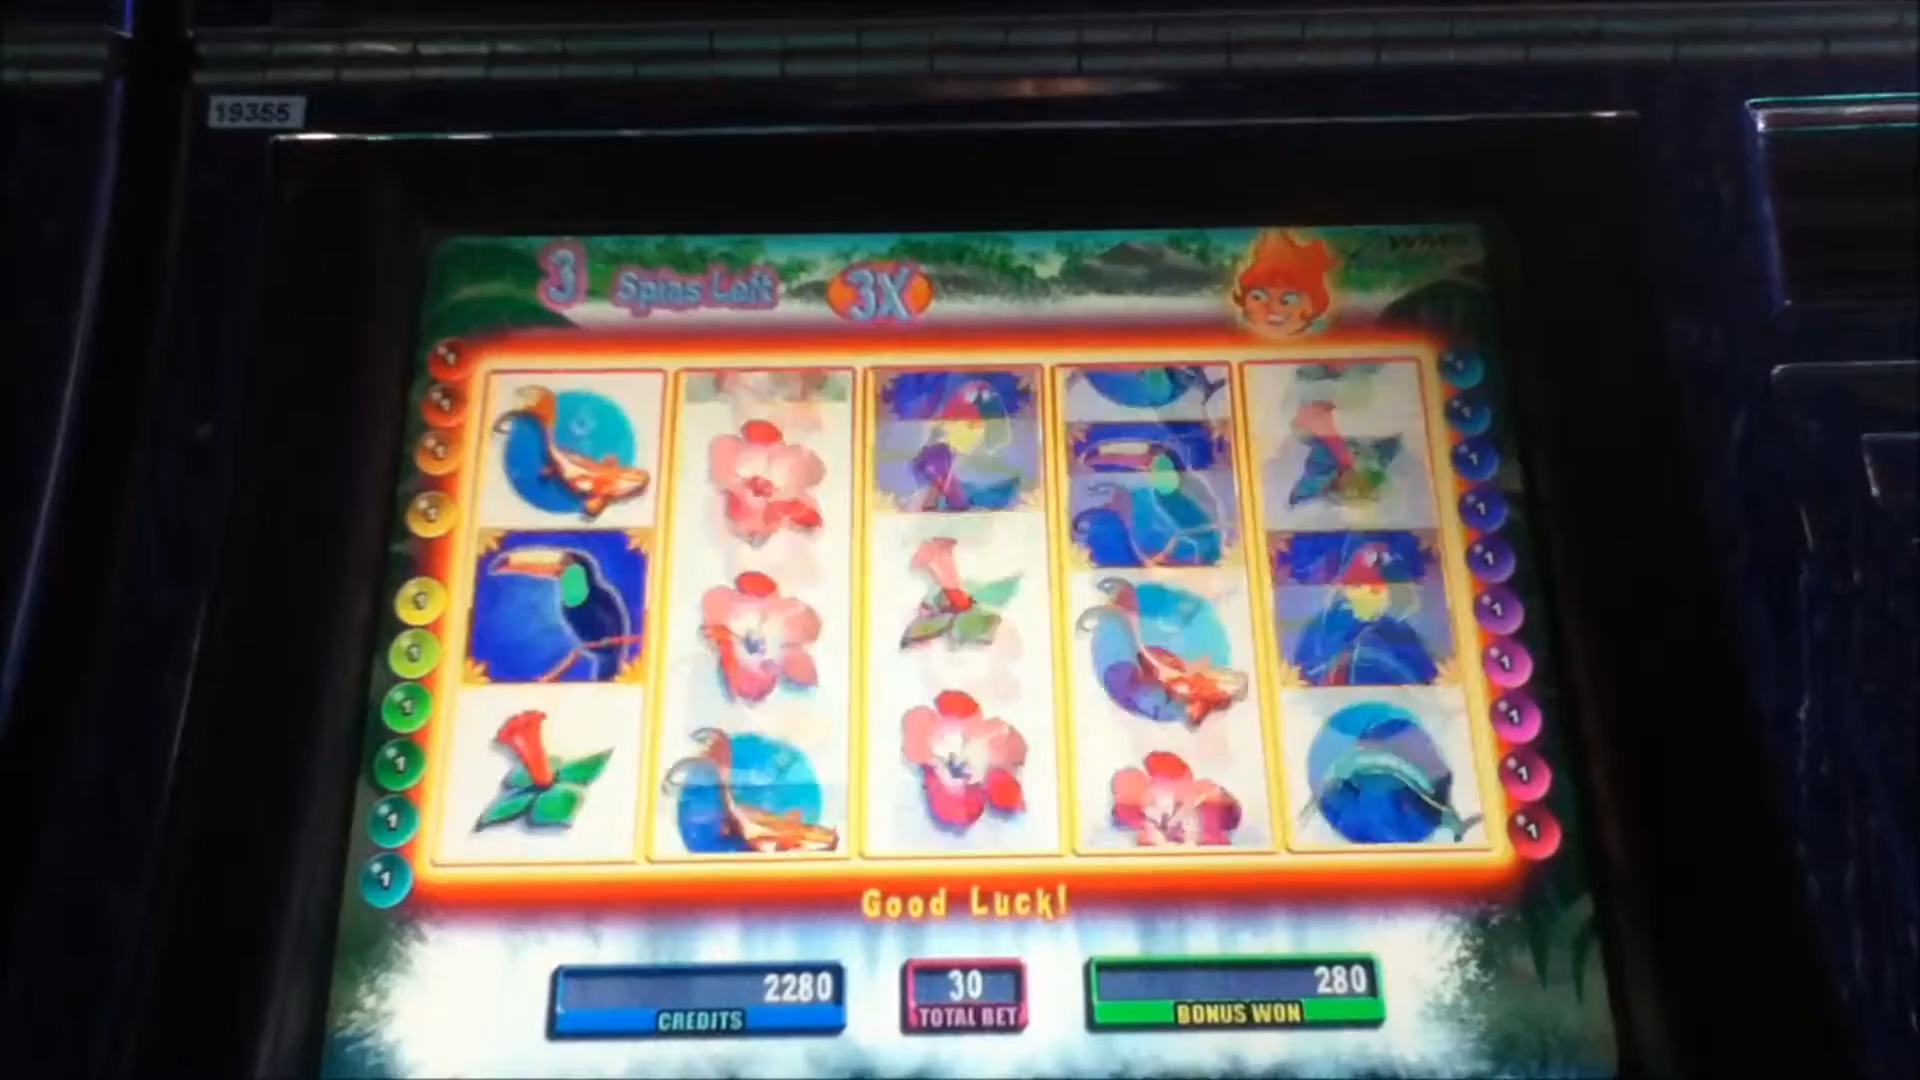 19355
3 Spins Left 3X
Good Luck!
2280 30 280
CREDITS TOTAL BET BONUS WON